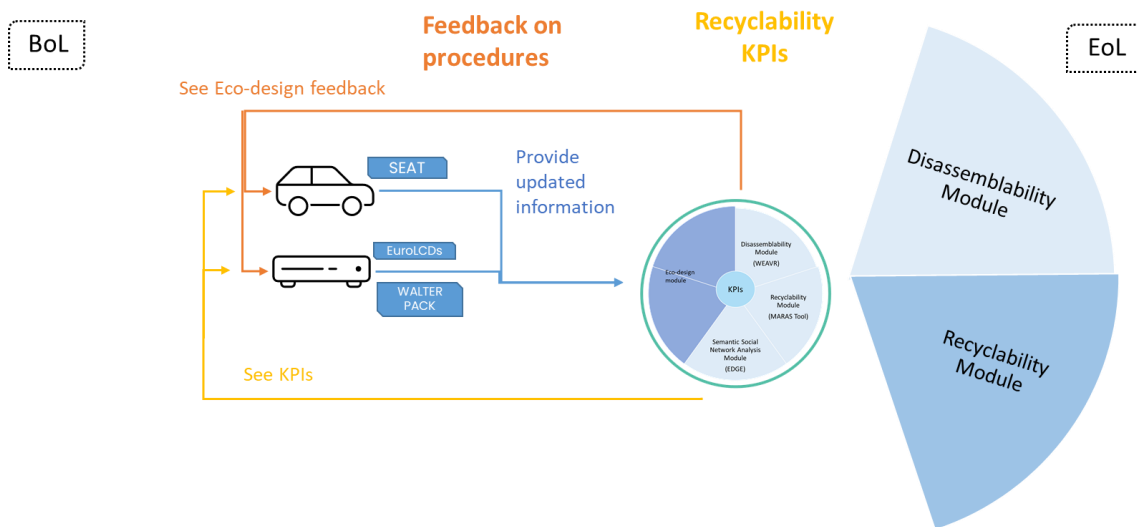 BoL
Feedback on
procedures
Recyclability
KPIs
EoL
See Eco-design feedback
SEAT
Provide
updated
information
EuroLCDs
WALTER
PACK
See KPIs
Disassemblability
Module
(WEAVR)
Eco-design
module
KPIs
Recyclability
Module
(MARAS Tool)
Semantic Social
Network Analysis
Module
(EDGE)
Disassemblability
Module
Recyclability
Module